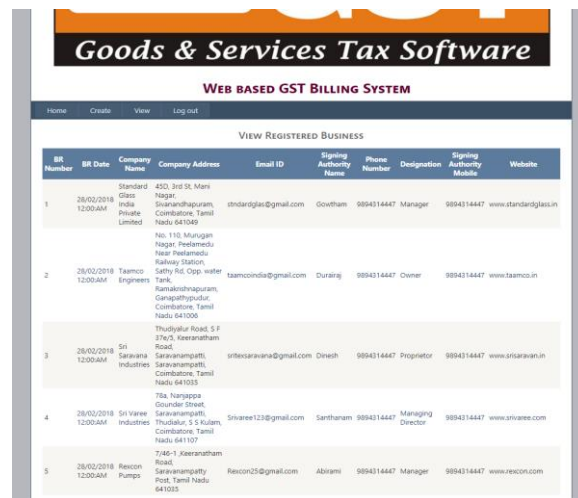 Goods & Services Tax Software
WEB BASED GST BILLING SYSTEM
Home Create View Log out
VIEW REGISTERED BUSINESS
BR Number BR Date Company Name Company Address Email ID Signing Authority Name Phone Number Designation Signing Authority Mobile Website
1 28/02/2018 12:00:AM Standard Glass India Private Limited 45D, 3rd St, Mani Nagar, Sivanandhapuram, Coimbatore, Tamil Nadu 641049 stndardglas@gmail.com Gowtham 9894314447 Manager 9894314447 www.standardglass.in
2 28/02/2018 12:00:AM Taamco Engineers No. 110, Murugan Nagar, Peelamedu Near Peelamedu Railway Station, Sathy Rd, Opp. water Tank, Ramakrishnapuram, Ganapathypudur, Coimbatore, Tamil Nadu 641006 taamcoindia@gmail.com Durairaj 9894314447 Owner 9894314447 www.taamco.in
3 28/02/2018 12:00:AM Sri Saravana Industries Thudiyalur Road, S F 37e/5, Keeranatham Road, Saravanampatti, Saravanampatti, Coimbatore, Tamil Nadu 641035 sritexsaravana@gmail.com Dinesh 9894314447 Proprietor 9894314447 www.srisaravan.in
4 28/02/2018 12:00:AM Sri Varee Industries 78a, Nanjappa Gounder Street, Saravanampatti, Thudialur, S S Kulam, Coimbatore, Tamil Nadu 641107 Srivaree123@gmail.com Santhanam 9894314447 Managing Director 9894314447 www.srivaree.com
5 28/02/2018 12:00:AM Rexcon Pumps 7/46-1 ,Keeranatham Road, Saravanampatty Post, Tamil Nadu 641035 Rexcon25@gmail.com Abirami 9894314447 Manager 9894314447 www.rexcon.com